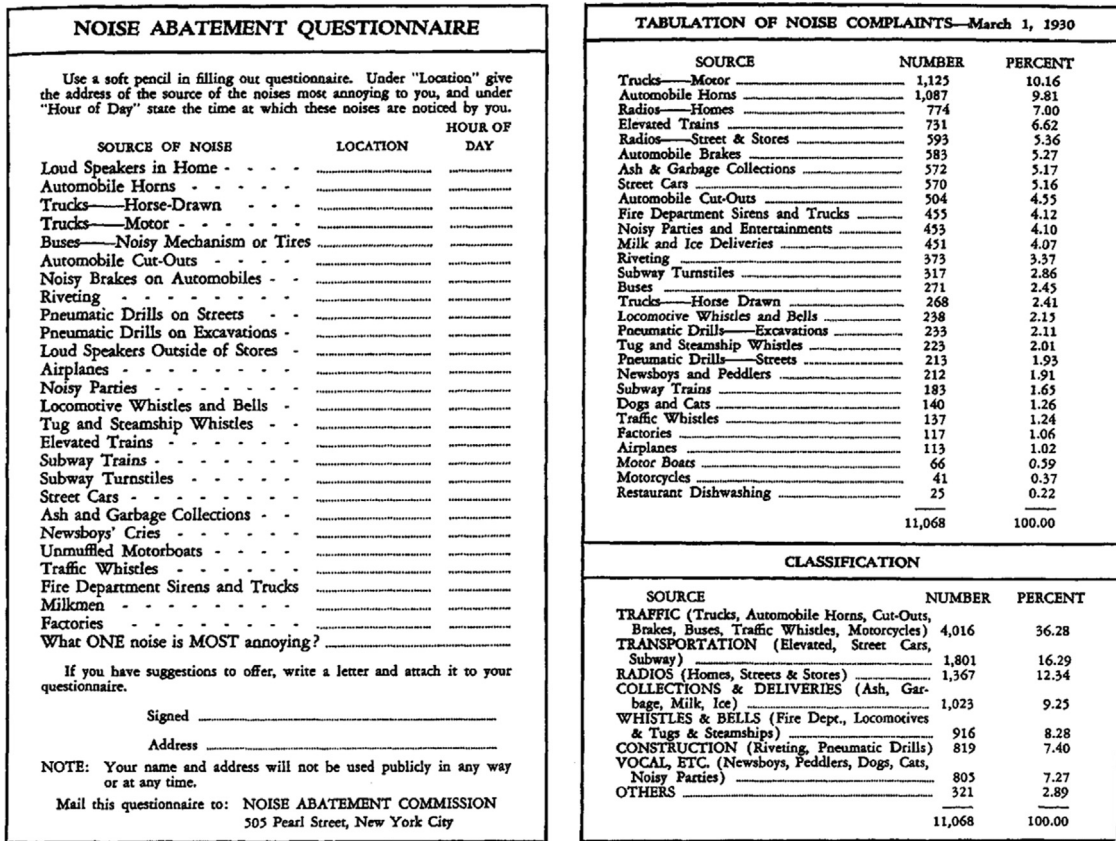 NOISE ABATEMENT QUESTIONNAIRE
Use a soft pencil in filling out questionnaire. Under "Location" give
the address of the source of the noises most annoying to you, and under
"Hour of Day" state the time at which these noises are noticed by you.
HOUR OF
SOURCE OF NOISE LOCATION DAY
Loud Speakers in Home - - - -
Automobile Horns - - - - -
Trucks——Horse-Drawn - - -
Trucks——Motor - - - - - -
Buses——Noisy Mechanism or Tires
Automobile Cut-Outs - - - -
Noisy Brakes on Automobiles - -
Riveting - - - - - - - -
Pneumatic Drills on Streets - -
Pneumatic Drills on Excavations -
Loud Speakers Outside of Stores -
Airplanes - - - - - - - -
Noisy Parties - - - - - -
Locomotive Whistles and Bells -
Tug and Steamship Whistles - -
Elevated Trains - - - - - -
Subway Trains - - - - - - -
Subway Turnstiles - - - - -
Street Cars - - - - - - - -
Ash and Garbage Collections - -
Newsboys' Cries - - - - -
Unmuffled Motorboats - - - -
Traffic Whistles - - - - - -
Fire Department Sirens and Trucks
Milkmen - - - - - - - -
Factories - - - - - - - -
What ONE noise is MOST annoying?
If you have suggestions to offer, write a letter and attach it to your
questionnaire.
Signed
Address
NOTE: Your name and address will not be used publicly in any way
or at any time.
Mail this questionnaire to: NOISE ABATEMENT COMMISSION
505 Pearl Street, New York City
TABULATION OF NOISE COMPLAINTS—March 1, 1930
SOURCE NUMBER PERCENT
Trucks——Motor 1,125 10.16
Automobile Horns 1,087 9.81
Radios——Homes 774 7.00
Elevated Trains 731 6.62
Radios——Street & Stores 593 5.36
Automobile Brakes 583 5.27
Ash & Garbage Collections 572 5.17
Street Cars 570 5.16
Automobile Cut-Outs 504 4.55
Fire Department Sirens and Trucks 455 4.12
Noisy Parties and Entertainments 453 4.10
Milk and Ice Deliveries 451 4.07
Riveting 373 3.37
Subway Turnstiles 317 2.86
Buses 271 2.45
Trucks——Horse Drawn 268 2.41
Locomotive Whistles and Bells 238 2.15
Pneumatic Drills——Excavations 233 2.11
Tug and Steamship Whistles 223 2.01
Pneumatic Drills——Streets 213 1.93
Newsboys and Peddlers 212 1.91
Subway Trains 183 1.65
Dogs and Cats 140 1.26
Traffic Whistles 137 1.24
Factories 117 1.06
Airplanes 113 1.02
Motor Boats 66 0.59
Motorcycles 41 0.37
Restaurant Dishwashing 25 0.22
11,068 100.00
CLASSIFICATION
SOURCE NUMBER PERCENT
TRAFFIC (Trucks, Automobile Horns, Cut-Outs,
Brakes, Buses, Traffic Whistles, Motorcycles) 4,016 36.28
TRANSPORTATION (Elevated, Street Cars,
Subway) 1,801 16.29
RADIOS (Homes, Streets & Stores) 1,367 12.34
COLLECTIONS & DELIVERIES (Ash, Gar-
bage, Milk, Ice) 1,023 9.25
WHISTLES & BELLS (Fire Dept., Locomotives
& Tugs & Steamships) 916 8.28
CONSTRUCTION (Riveting, Pneumatic Drills) 819 7.40
VOCAL, ETC. (Newsboys, Peddlers, Dogs, Cats,
Noisy Parties) 805 7.27
OTHERS 321 2.89
11,068 100.00